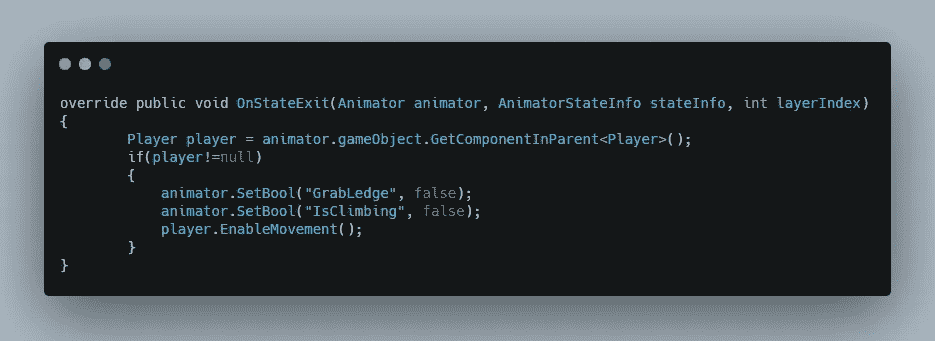 override public void OnStateExit(Animator animator, AnimatorStateInfo stateInfo, int layerIndex)
{
Player player = animator.gameObject.GetComponentInParent<Player>();
if(player!=null)
{
animator.SetBool("GrabLedge", false);
animator.SetBool("IsClimbing", false);
player.EnableMovement();
}
}